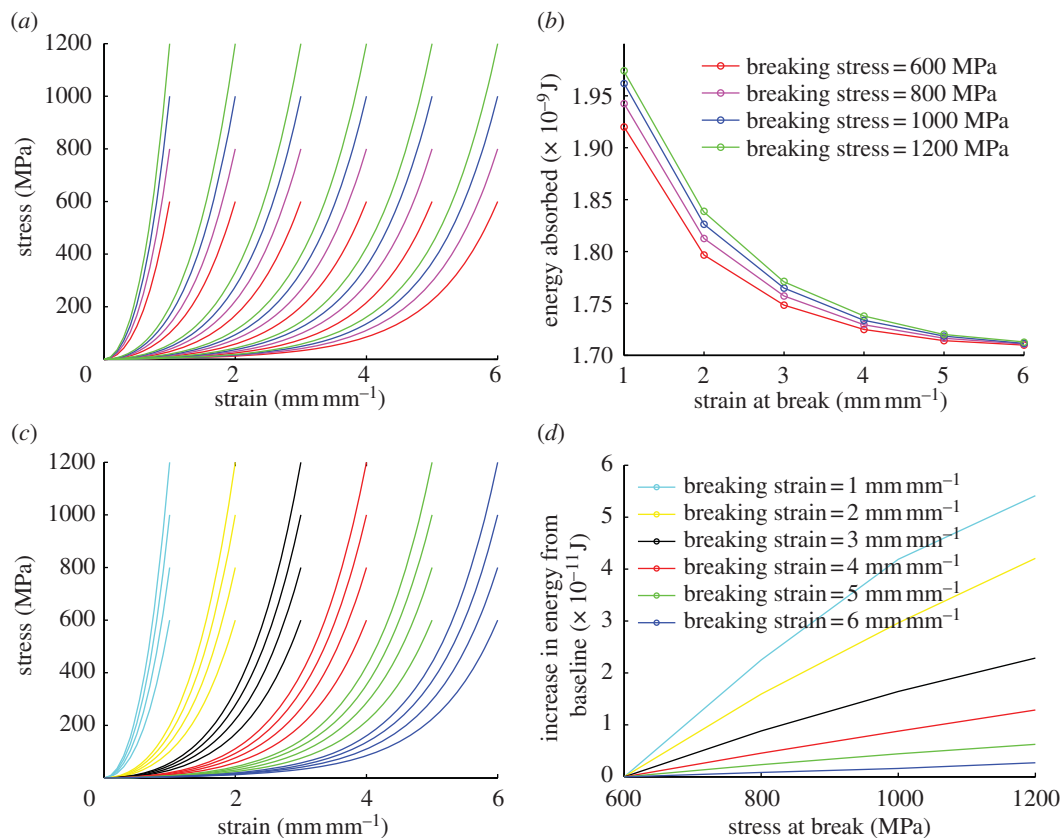 (a)
1200
1000
800
600
400
200
0
2
4
6
stress (MPa)
strain (mm mm⁻¹)
(b)
1.95
1.90
1.85
1.80
1.75
1.70
1
2
3
4
5
6
energy absorbed (× 10⁻⁹ J)
strain at break (mm mm⁻¹)
breaking stress = 600 MPa
breaking stress = 800 MPa
breaking stress = 1000 MPa
breaking stress = 1200 MPa
(c)
1200
1000
800
600
400
200
0
2
4
6
stress (MPa)
strain (mm mm⁻¹)
(d)
6
5
4
3
2
1
0
600
800
1000
1200
increase in energy from
baseline (× 10⁻¹¹ J)
stress at break (MPa)
breaking strain = 1 mm mm⁻¹
breaking strain = 2 mm mm⁻¹
breaking strain = 3 mm mm⁻¹
breaking strain = 4 mm mm⁻¹
breaking strain = 5 mm mm⁻¹
breaking strain = 6 mm mm⁻¹